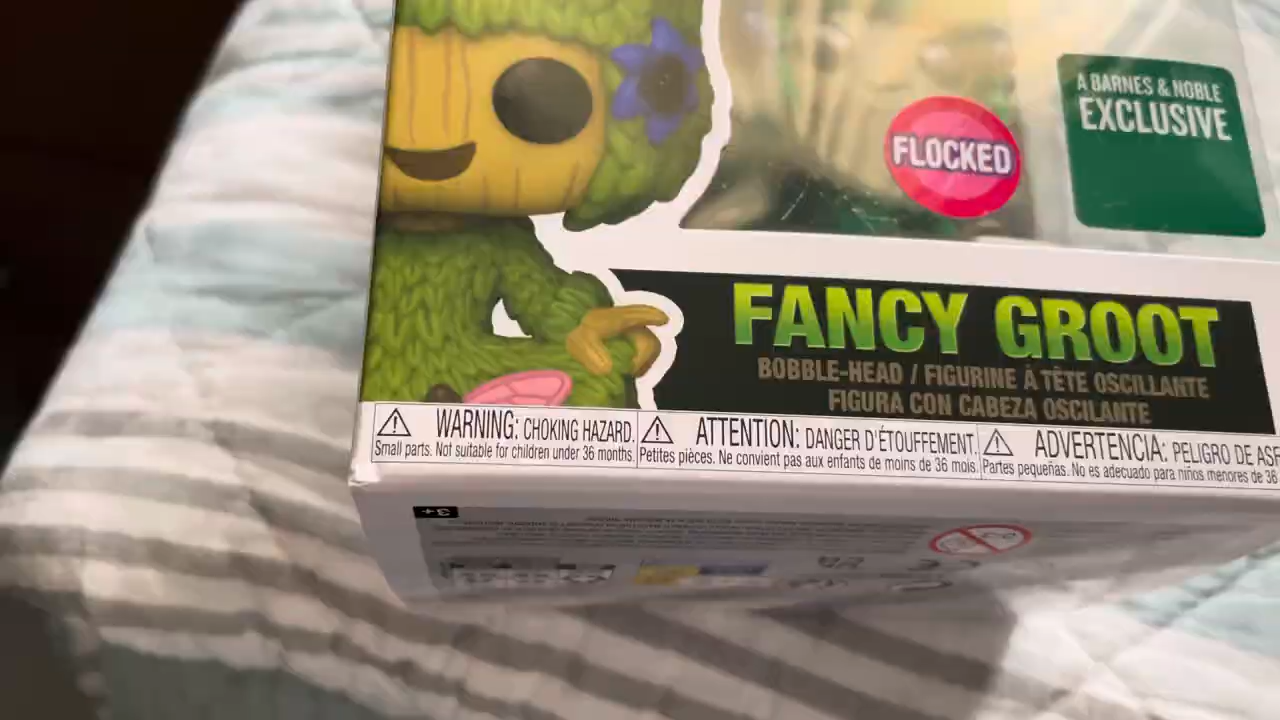 A BARNES & NOBLE
EXCLUSIVE
FLOCKED
FANCY GROOT
BOBBLE-HEAD / FIGURINE À TÊTE OSCILLANTE
FIGURA CON CABEZA OSCILANTE
WARNING: CHOKING HAZARD.
Small parts. Not suitable for children under 36 months.
ATTENTION: DANGER D'ÉTOUFFEMENT.
Petites pièces. Ne convient pas aux enfants de moins de 36 mois.
ADVERTENCIA: PELIGRO DE ASF
Partes pequeñas. No es adecuado para niños menores de 36
3+